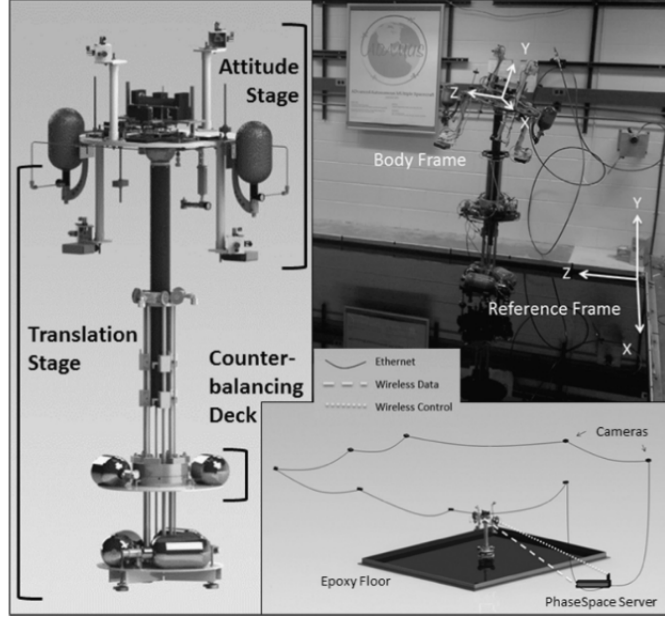 Attitude
Stage
Translation
Stage
Counter-
balancing
Deck
Y
Z
X
Body Frame
Y
Z
X
Reference Frame
Ethernet
Wireless Data
Wireless Control
Cameras
Epoxy Floor
PhaseSpace Server